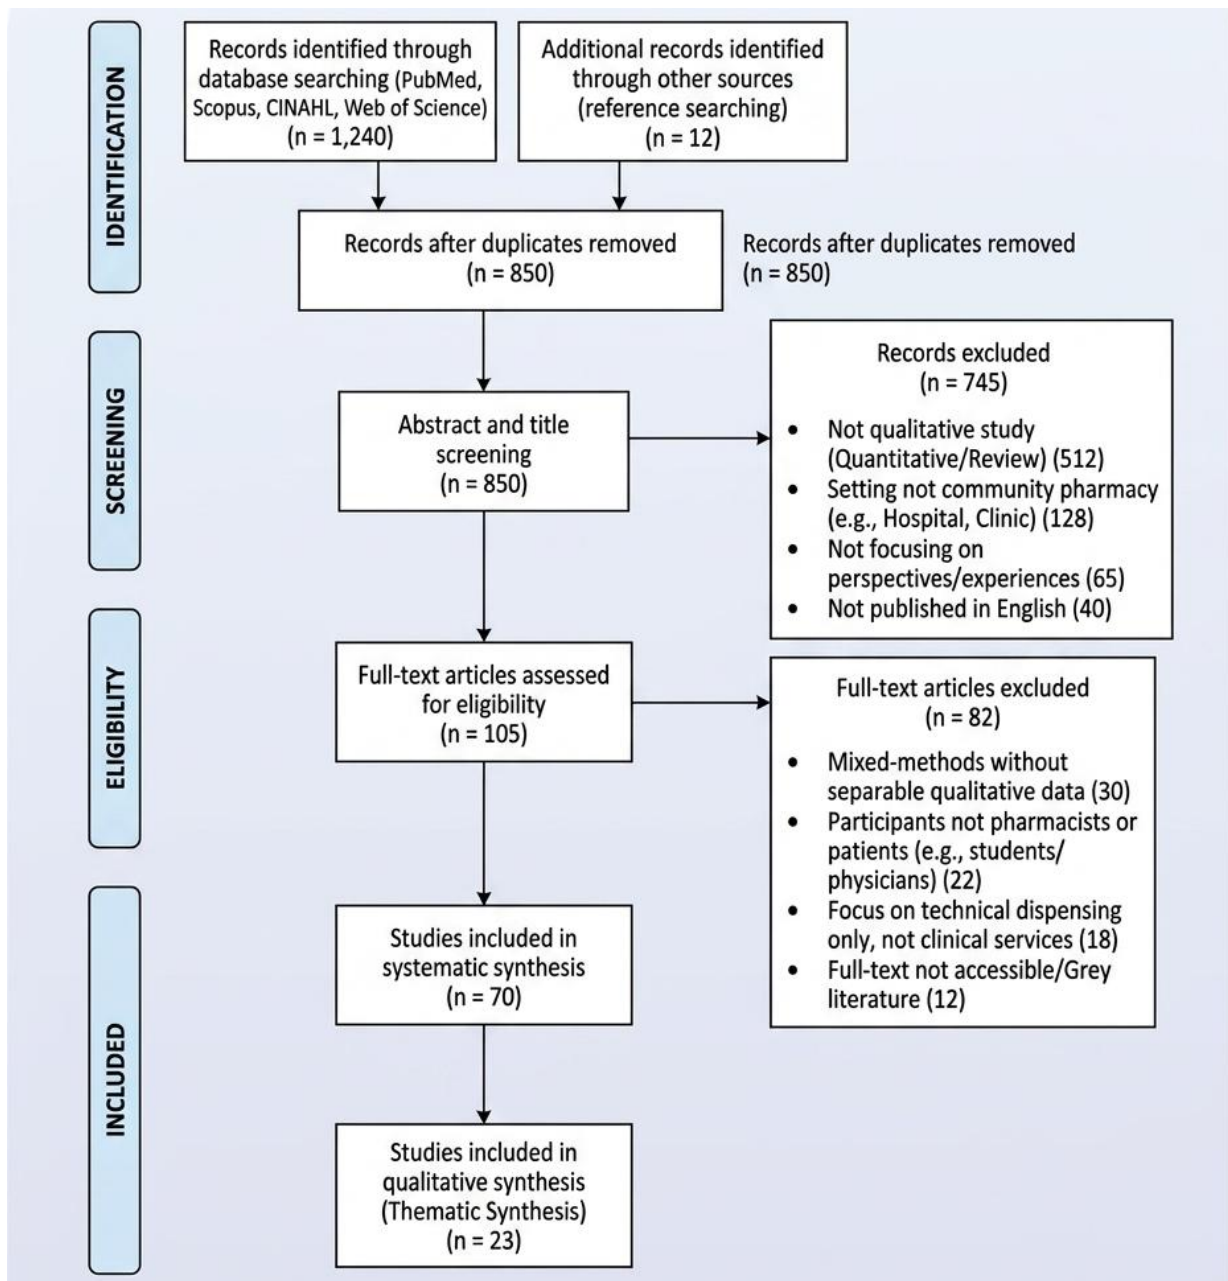 IDENTIFICATION
Records identified through
database searching (PubMed,
Scopus, CINAHL, Web of Science)
(n = 1,240)
Additional records identified
through other sources
(reference searching)
(n = 12)
Records after duplicates removed
(n = 850)
Records after duplicates removed
(n = 850)
SCREENING
Abstract and title
screening
(n = 850)
Records excluded
(n = 745)
• Not qualitative study
(Quantitative/Review) (512)
• Setting not community pharmacy
(e.g., Hospital, Clinic) (128)
• Not focusing on
perspectives/experiences (65)
• Not published in English (40)
ELIGIBILITY
Full-text articles assessed
for eligibility
(n = 105)
Full-text articles excluded
(n = 82)
• Mixed-methods without
separable qualitative data (30)
• Participants not pharmacists or
patients (e.g., students/
physicians) (22)
• Focus on technical dispensing
only, not clinical services (18)
• Full-text not accessible/Grey
literature (12)
INCLUDED
Studies included in
systematic synthesis
(n = 70)
Studies included in
qualitative synthesis
(Thematic Synthesis)
(n = 23)